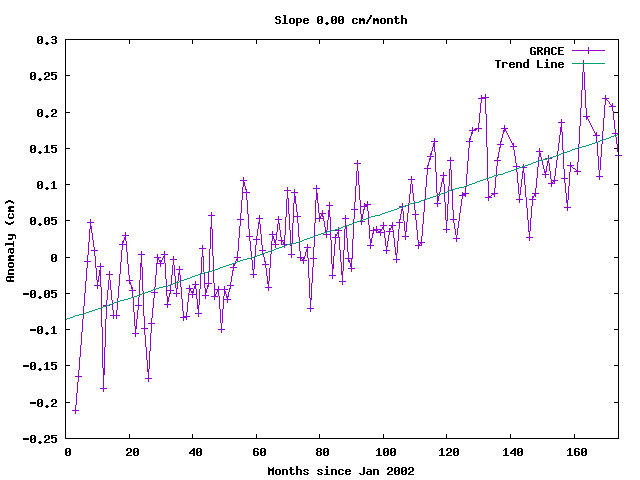 Slope 0.00 cm/month
0.3
GRACE
Trend Line
0.25
0.2
0.15
0.1
0.05
0
-0.05
-0.1
-0.15
-0.2
-0.25
Anomaly (cm)
0 20 40 60 80 100 120 140 160
Months since Jan 2002